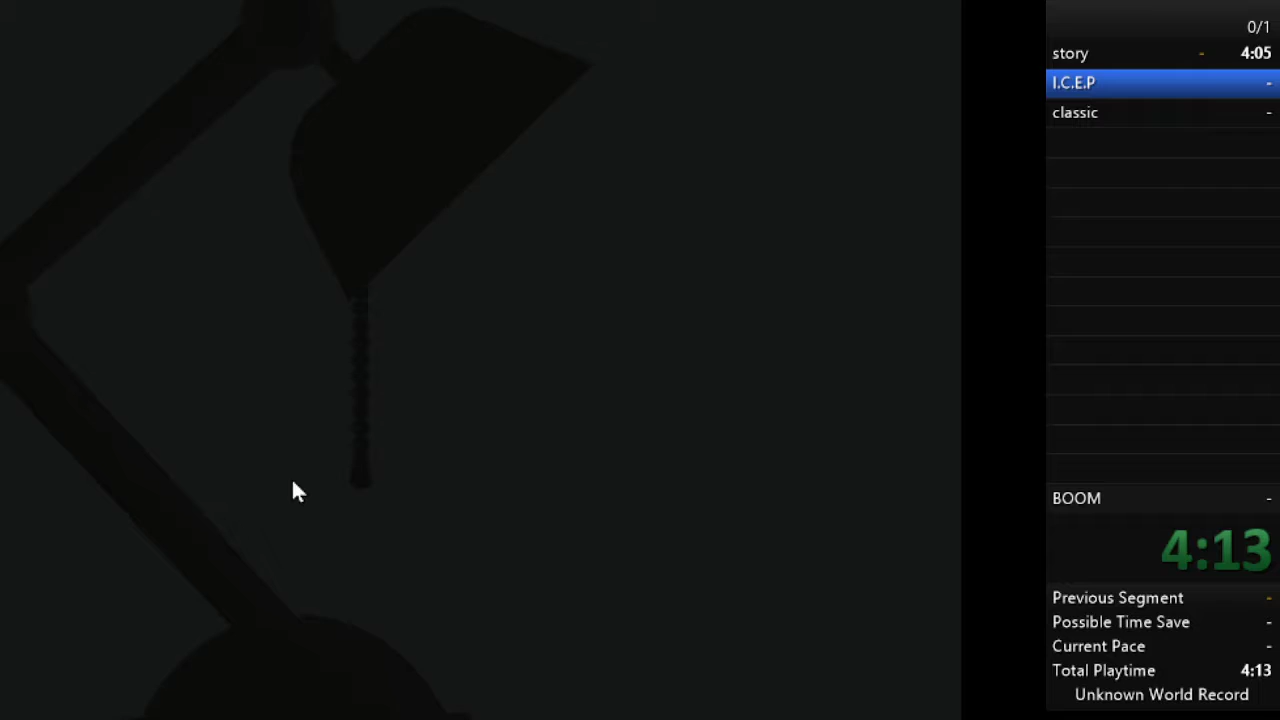 0/1
story - 4:05
I.C.E.P -
classic -
BOOM -
4:13
Previous Segment -
Possible Time Save -
Current Pace -
Total Playtime 4:13
Unknown World Record